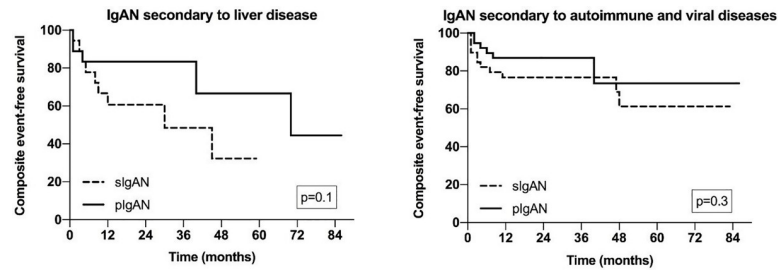 IgAN secondary to liver disease
Composite event-free survival
100
80
60
40
20
0
sIgAN
pIgAN
p=0.1
0 12 24 36 48 60 72 84
Time (months)
IgAN secondary to autoimmune and viral diseases
Composite event-free survival
100
80
60
40
20
0
sIgAN
pIgAN
p=0.3
0 12 24 36 48 60 72 84
Time (months)